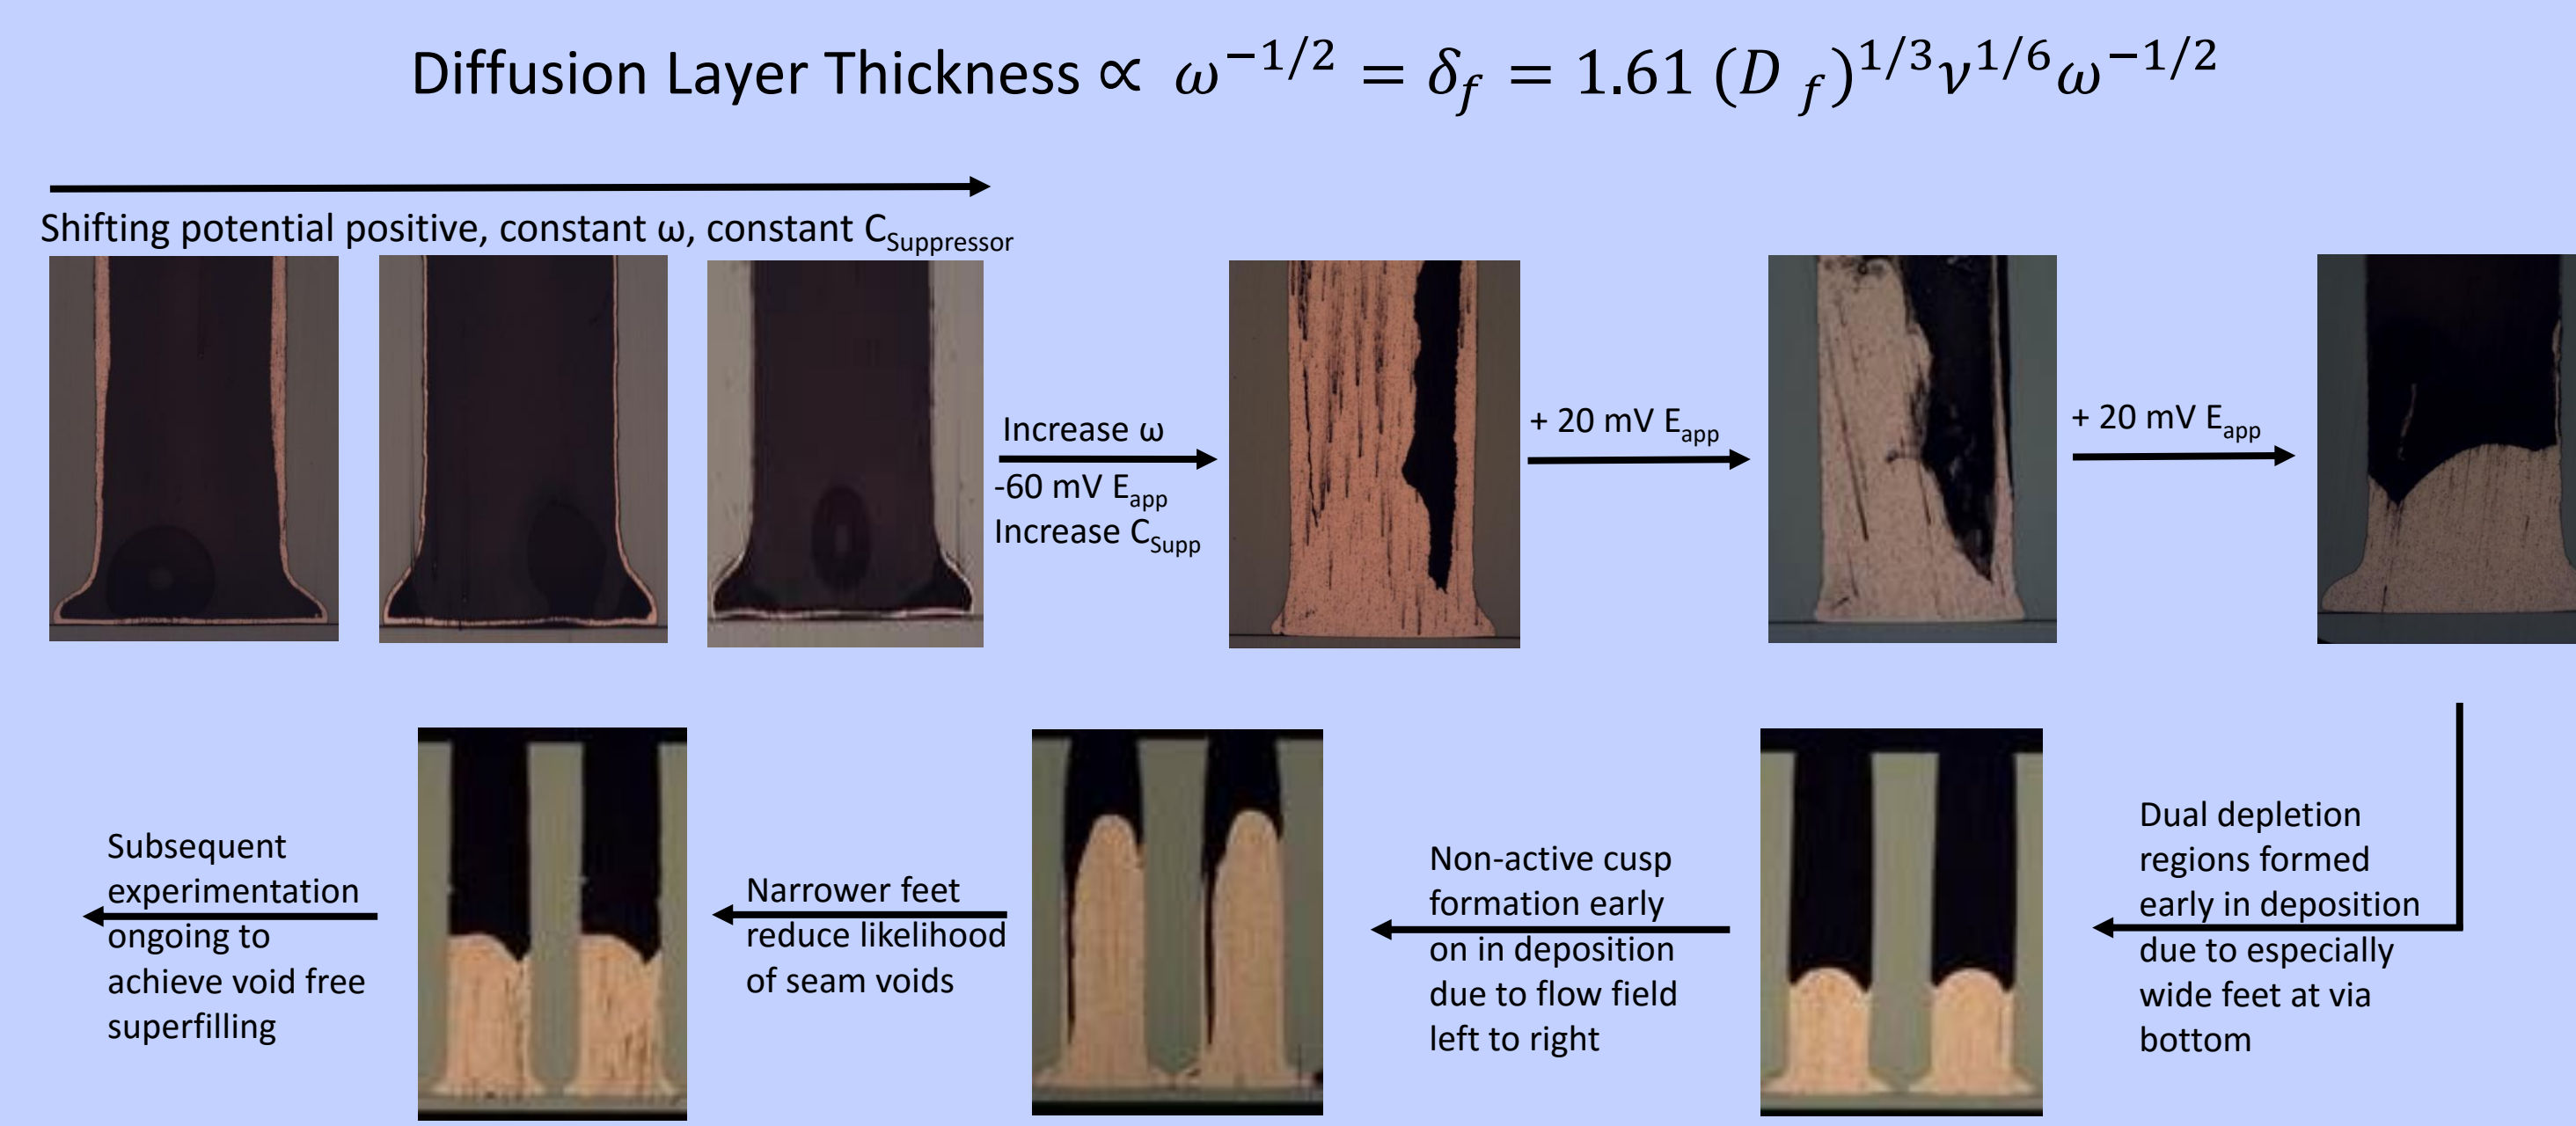 Diffusion Layer Thickness ∝ ω^{−1/2} = δ_f = 1.61 (D_f)^{1/3}ν^{1/6}ω^{−1/2}
Shifting potential positive, constant ω, constant C_Suppressor
Increase ω
-60 mV E_app
Increase C_Supp
+ 20 mV E_app
+ 20 mV E_app
Dual depletion
regions formed
early in deposition
due to especially
wide feet at via
bottom
Non-active cusp
formation early
on in deposition
due to flow field
left to right
Narrower feet
reduce likelihood
of seam voids
Subsequent
experimentation
ongoing to
achieve void free
superfilling